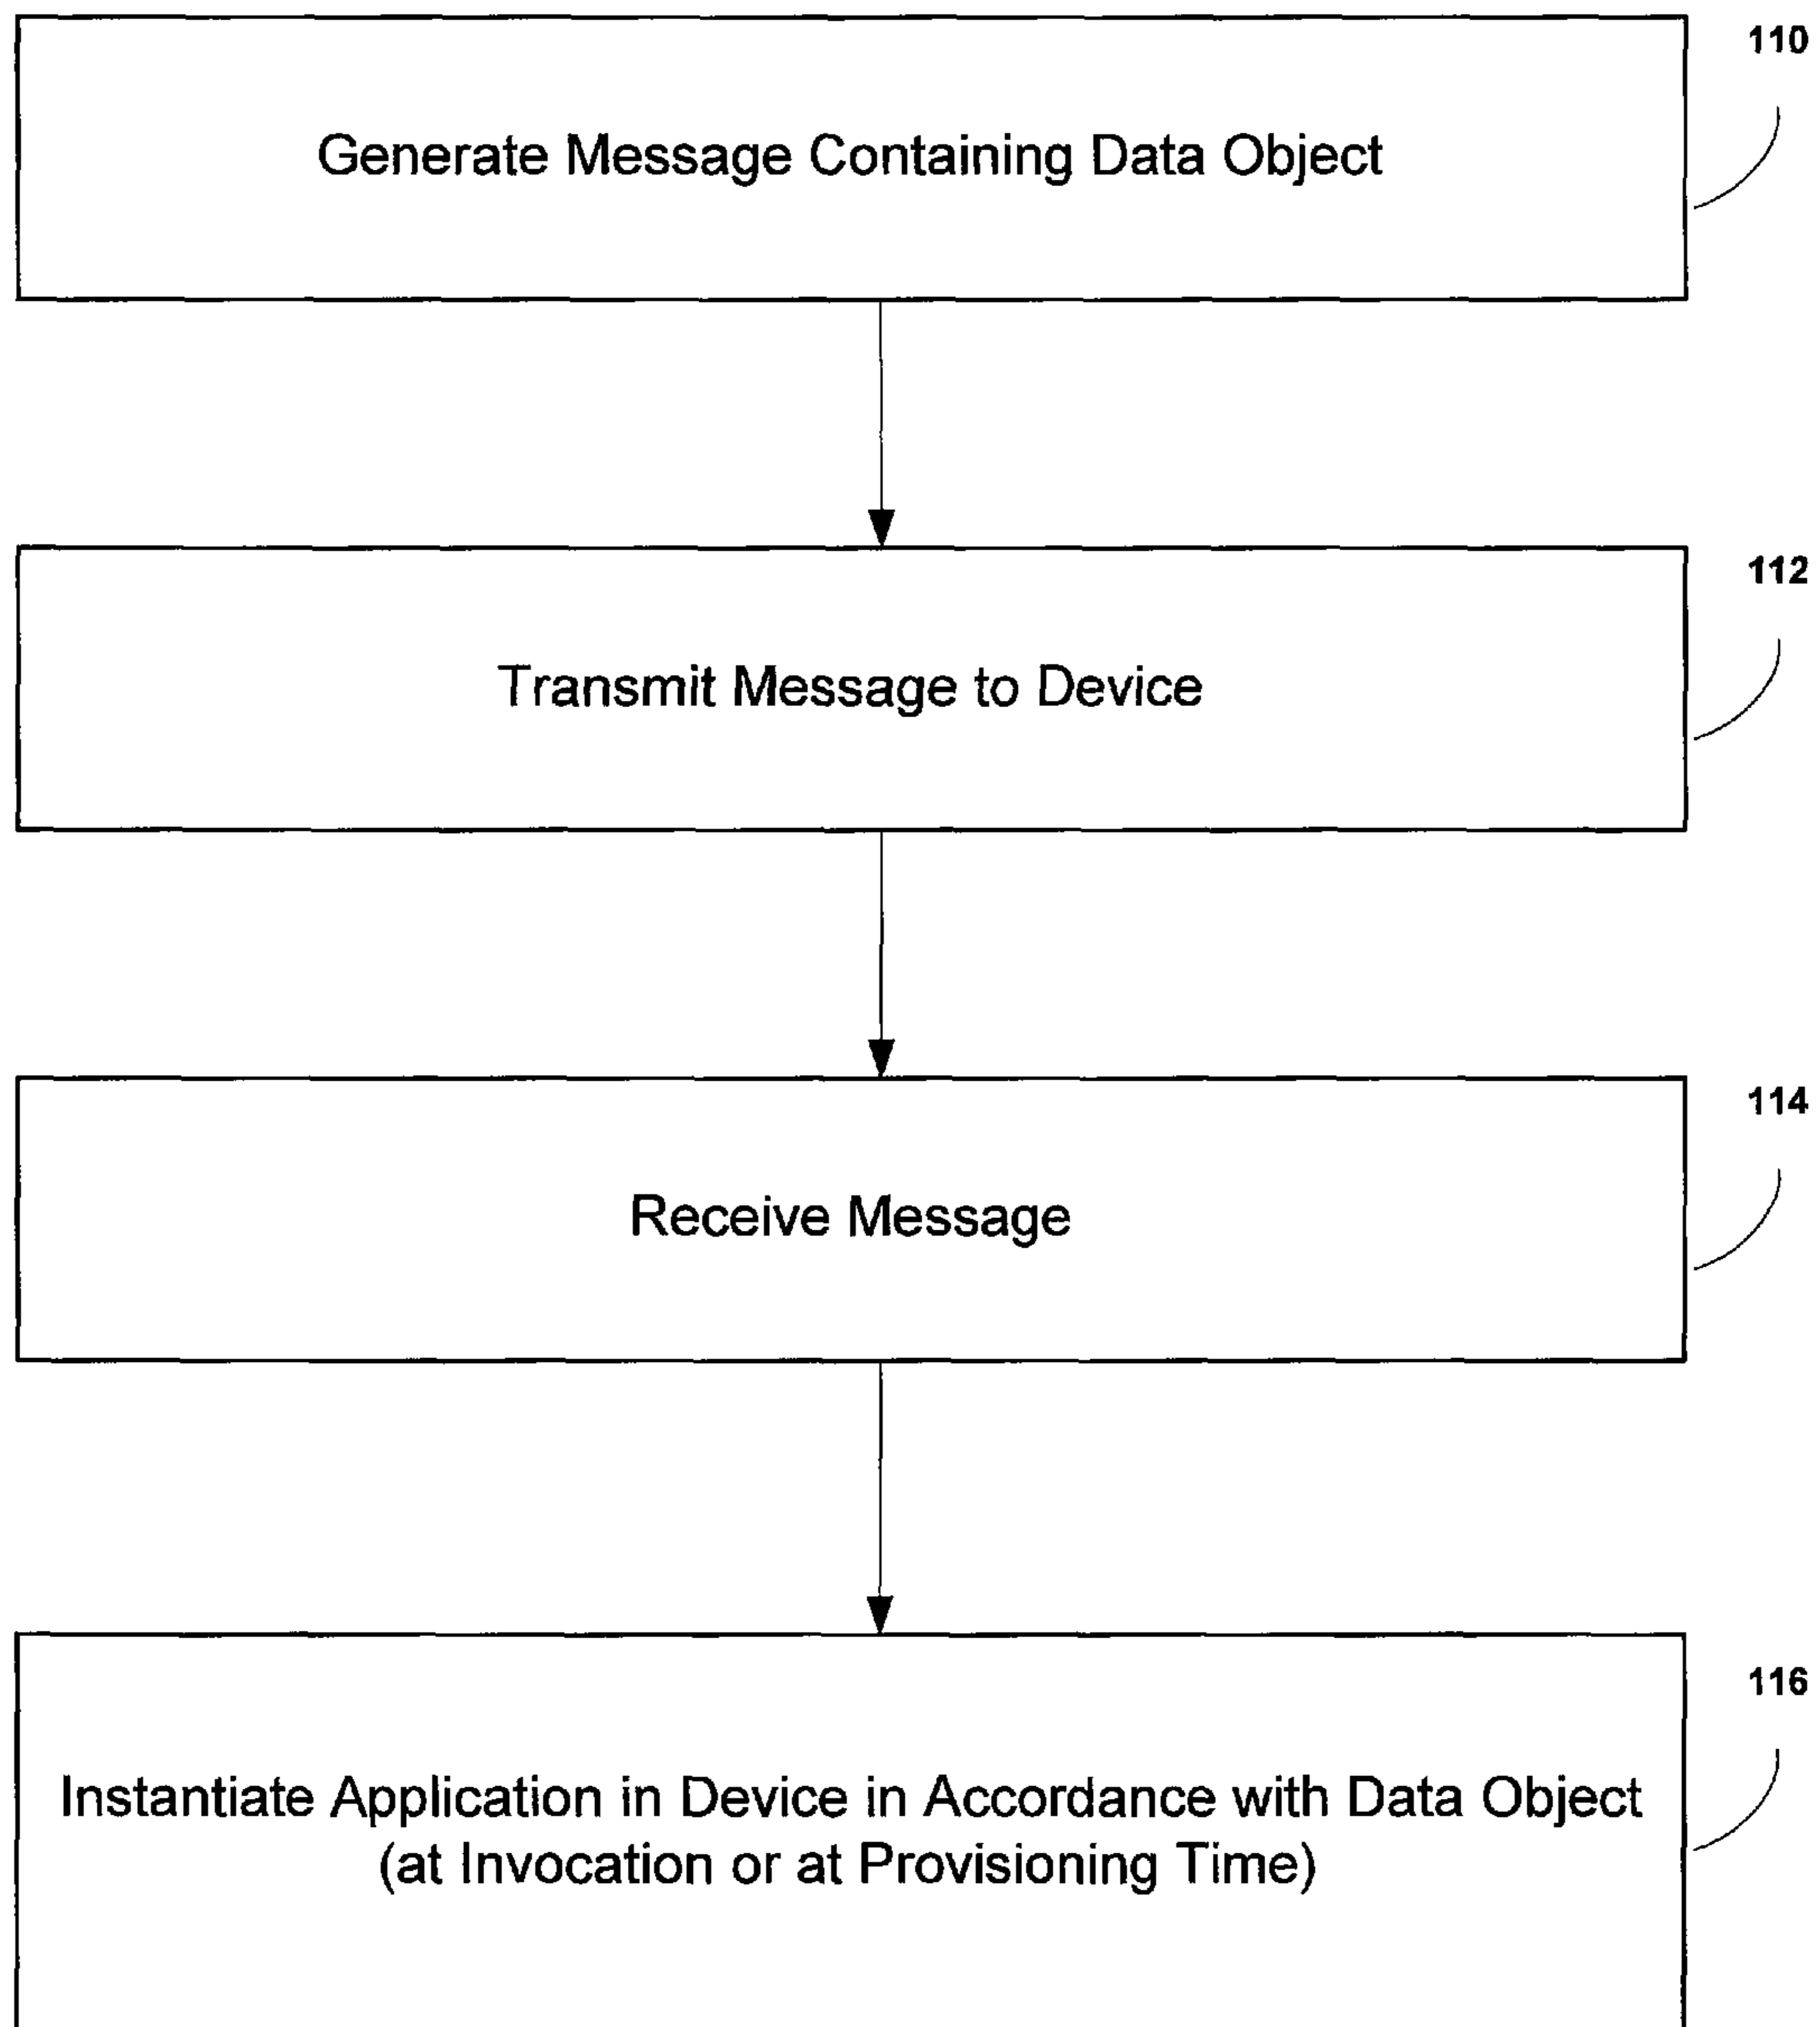 110
Generate Message Containing Data Object
112
Transmit Message to Device
114
Receive Message
116
Instantiate Application in Device in Accordance with Data Object
(at Invocation or at Provisioning Time)